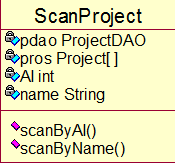 ScanProject
pdao ProjectDAO
pros Project[]
AI int
name String
scanByAI()
scanByName()